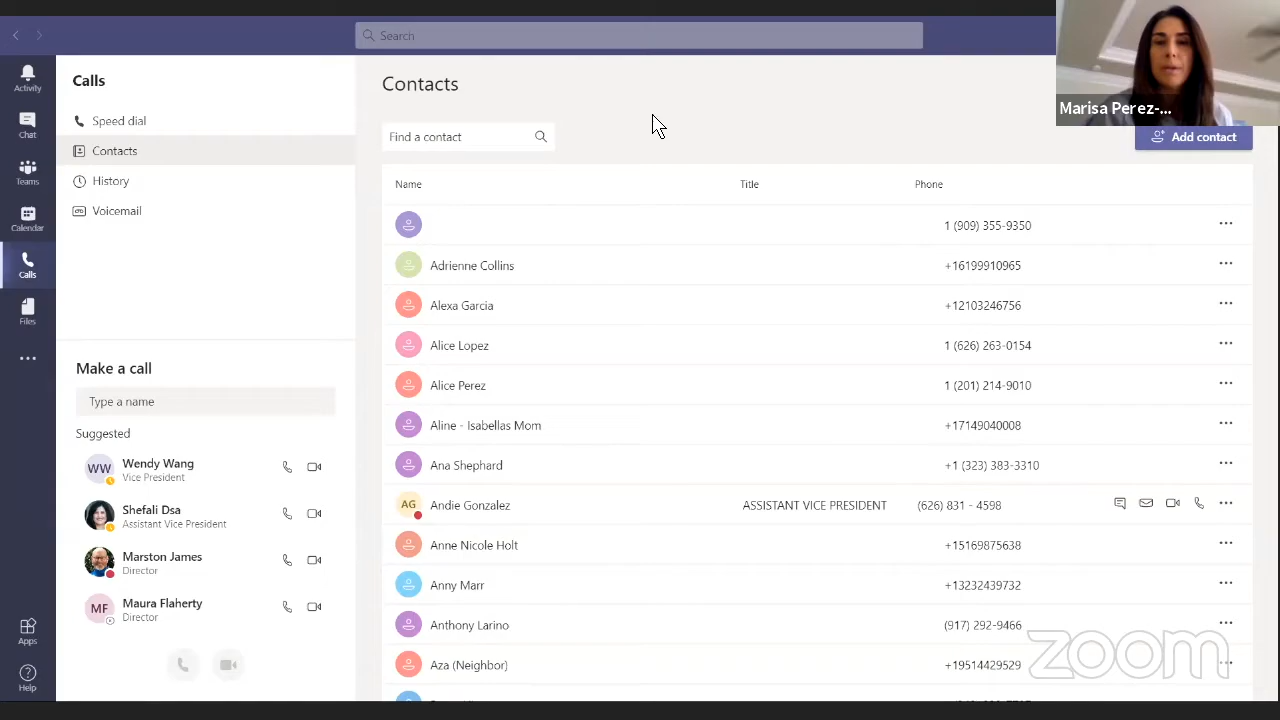 Search
Marisa Perez-...
Activity
Chat
Teams
Calendar
Calls
Files
Apps
Help
Calls
Speed dial
Contacts
History
Voicemail
Make a call
Type a name
Suggested
WW Wendy Wang
Vice President
Shefali Dsa
Assistant Vice President
Marston James
Director
MF Maura Flaherty
Director
Contacts
Find a contact
Add contact
Name Title Phone
1 (909) 355-9350
Adrienne Collins +16199910965
Alexa Garcia +12103246756
Alice Lopez 1 (626) 263-0154
Alice Perez 1 (201) 214-9010
Aline - Isabellas Mom +17149040008
Ana Shephard +1 (323) 383-3310
AG Andie Gonzalez ASSISTANT VICE PRESIDENT (626) 831 - 4598
Anne Nicole Holt +15169875638
Anny Marr +13232439732
Anthony Larino (917) 292-9466
Aza (Neighbor) +19514429529
zoom